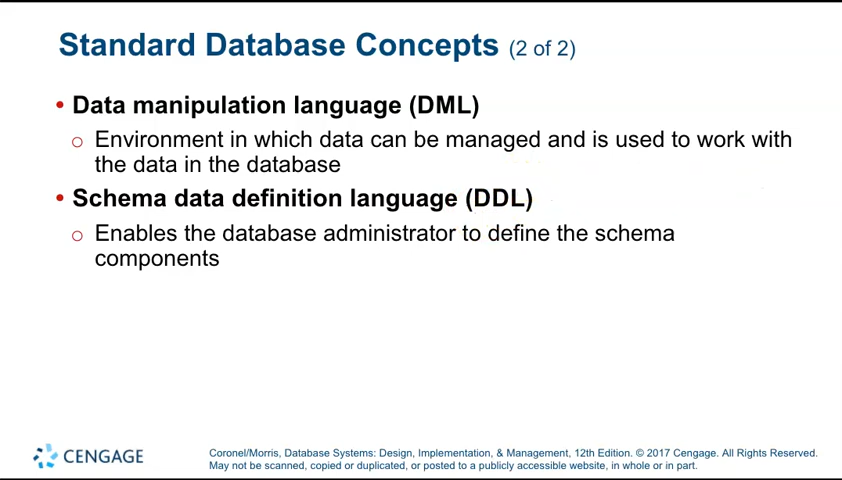 Standard Database Concepts (2 of 2)
• Data manipulation language (DML)
o Environment in which data can be managed and is used to work with
the data in the database
• Schema data definition language (DDL)
o Enables the database administrator to define the schema
components
CENGAGE
Coronel/Morris, Database Systems: Design, Implementation, & Management, 12th Edition. © 2017 Cengage. All Rights Reserved.
May not be scanned, copied or duplicated, or posted to a publicly accessible website, in whole or in part.